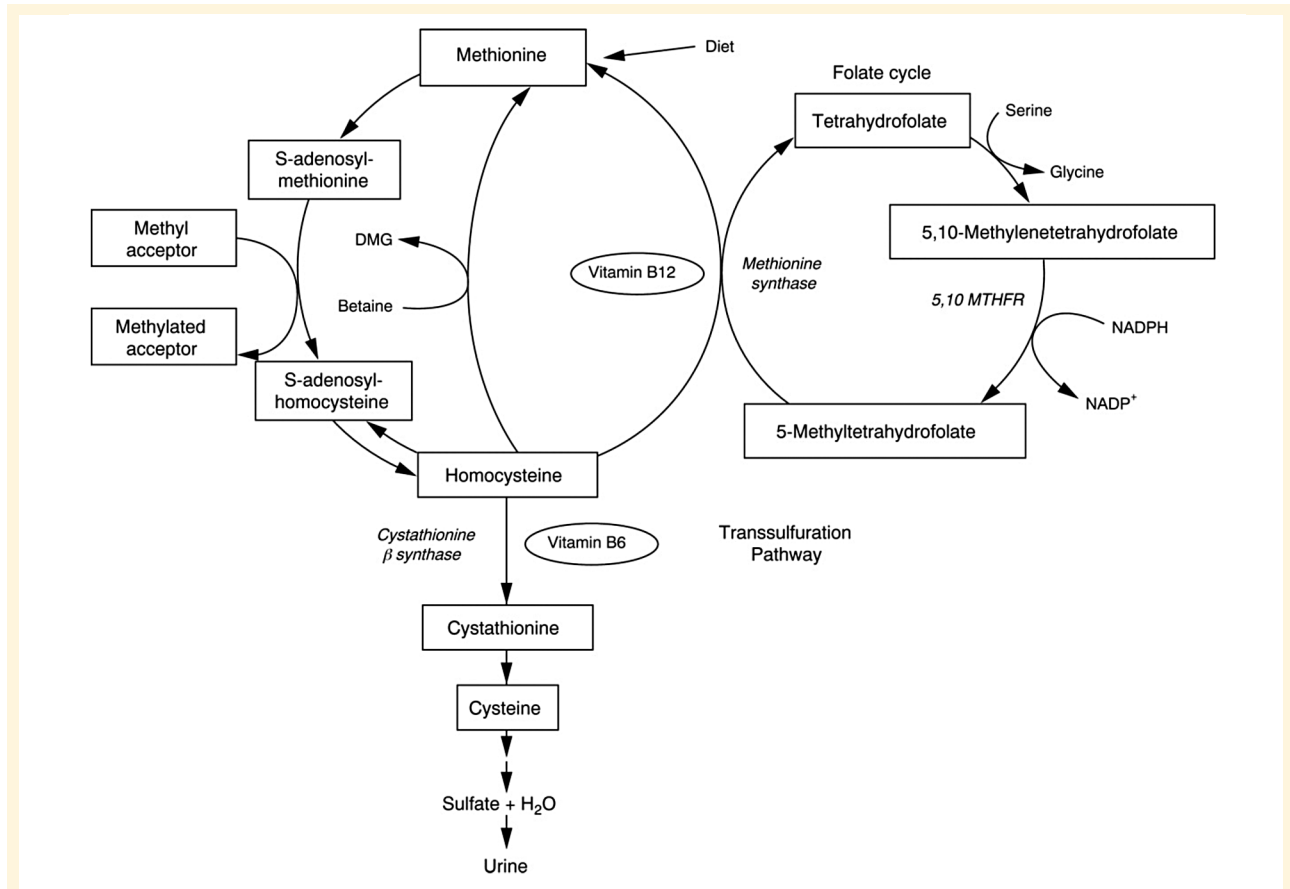 Methionine
Diet
Folate cycle
Tetrahydrofolate
Serine
Glycine
S-adenosyl-
methionine
Methyl
acceptor
DMG
Betaine
Vitamin B12
Methionine
synthase
5,10-Methylenetetrahydrofolate
5,10 MTHFR
NADPH
NADP⁺
Methylated
acceptor
S-adenosyl-
homocysteine
5-Methyltetrahydrofolate
Homocysteine
Cystathionine
β synthase
Vitamin B6
Transsulfuration
Pathway
Cystathionine
Cysteine
Sulfate + H₂O
Urine